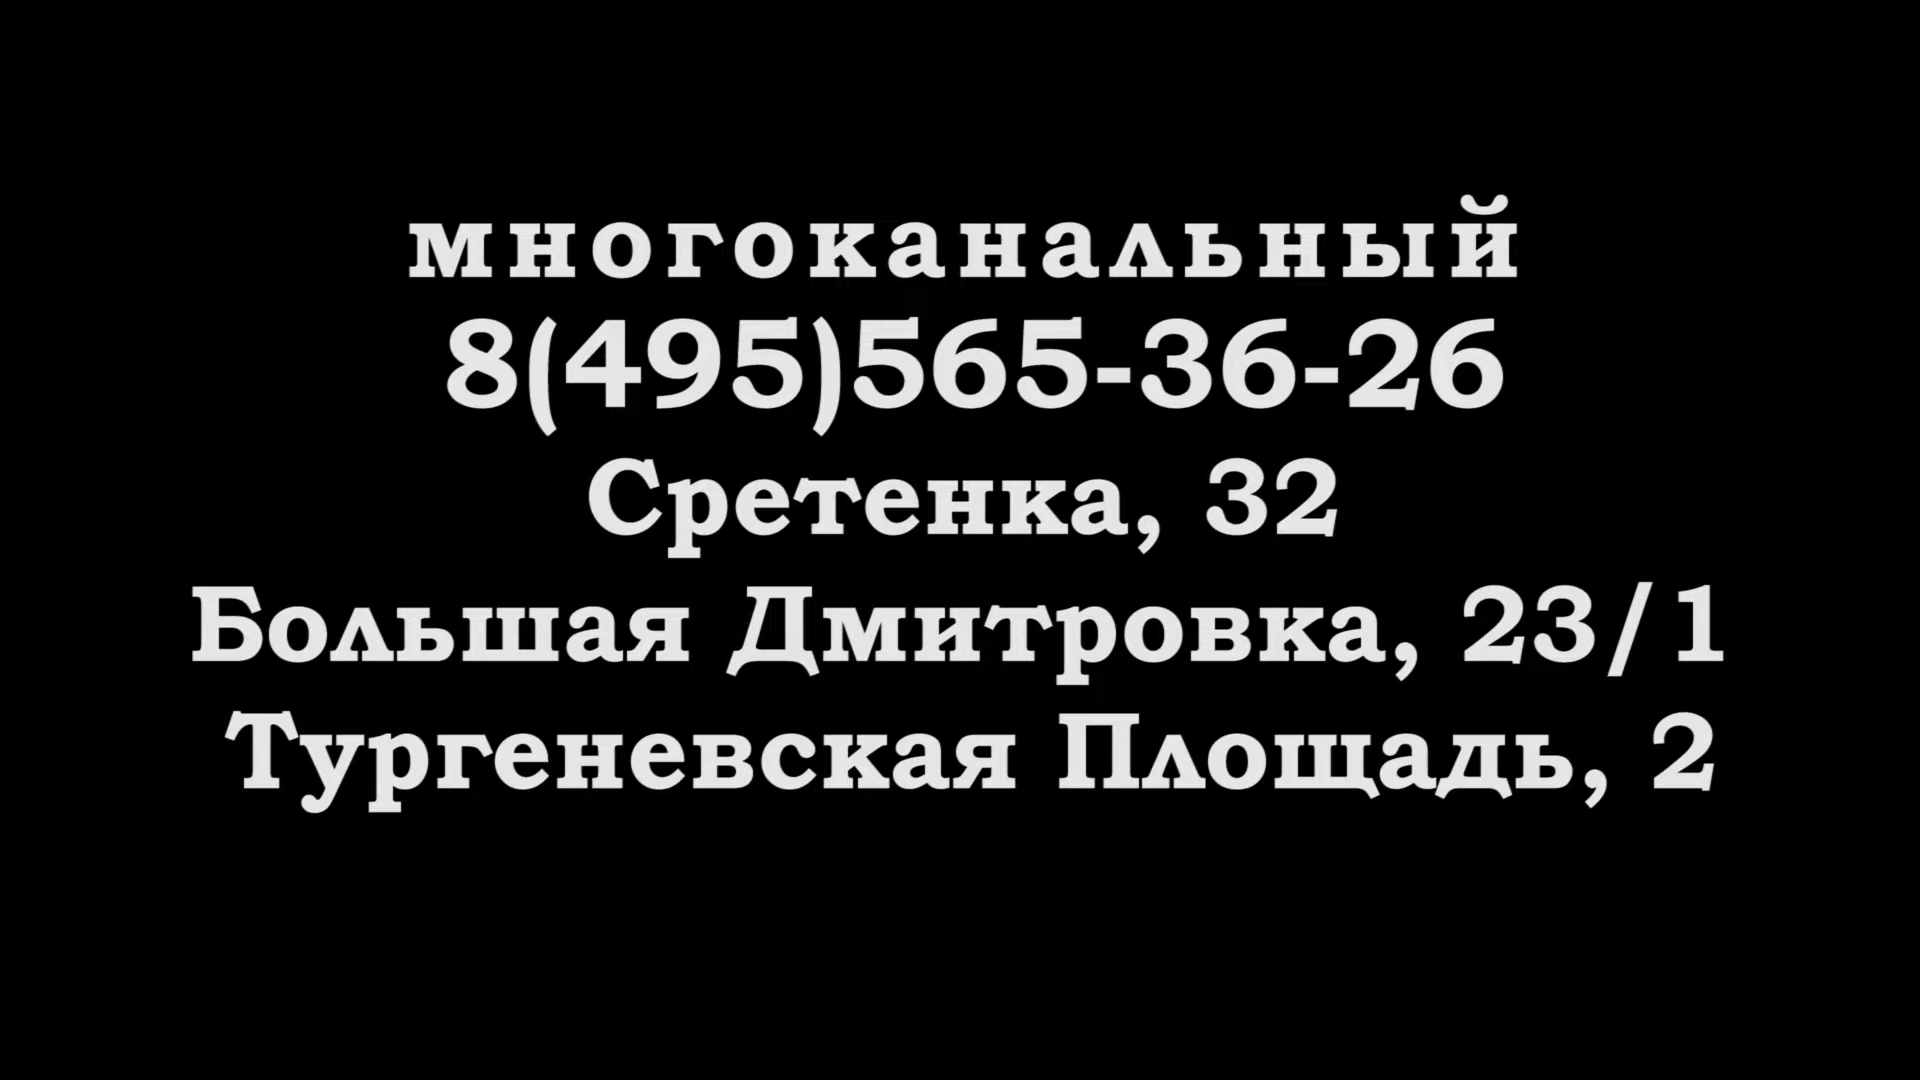 многоканальный
8(495)565-36-26
Сретенка, 32
Большая Дмитровка, 23/1
Тургеневская Площадь, 2